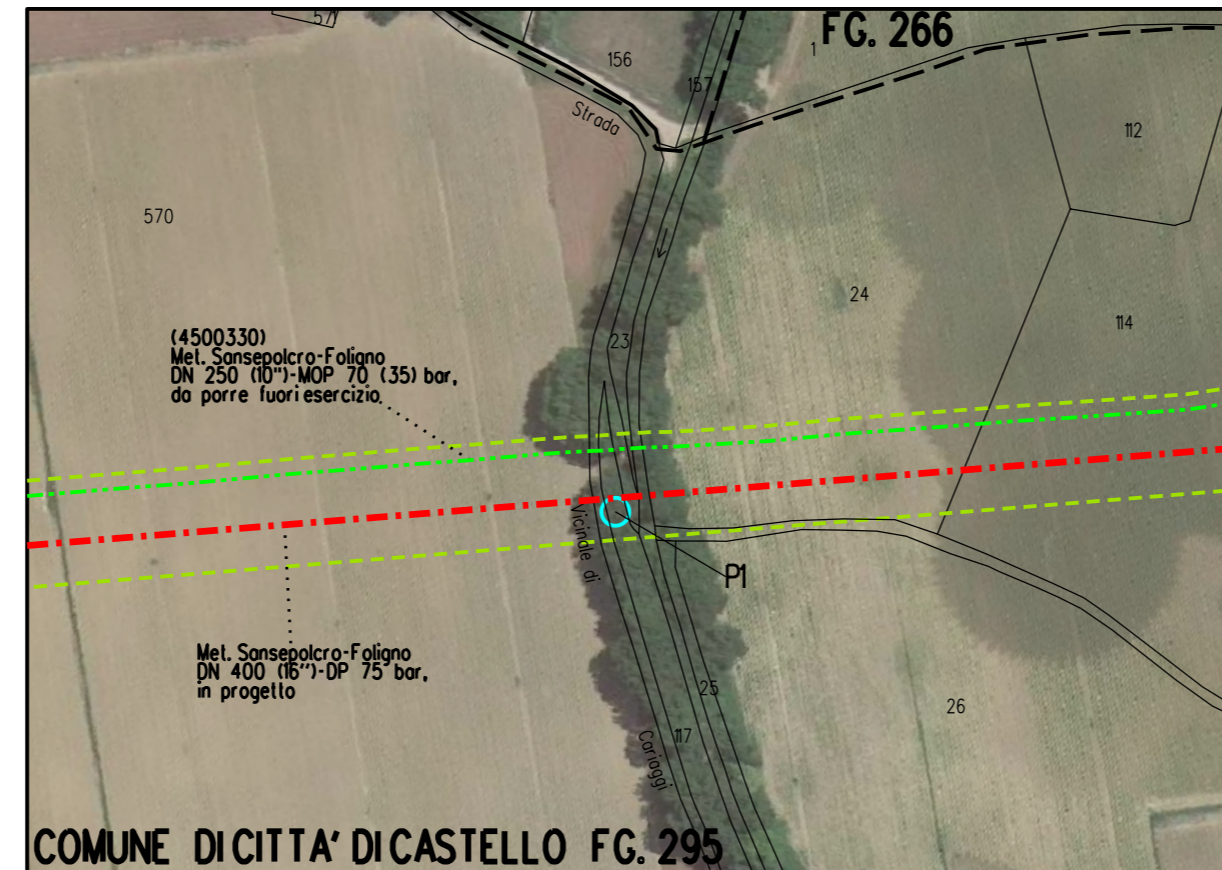 571
FG. 266
1
156
157
Strada
112
570
24
114
23
(4500330)
Met. Sansepolcro-Foligno
DN 250 (10")-MOP 70 (35) bar,
da porre fuori esercizio
Vicinale di
P1
Met. Sansepolcro-Foligno
DN 400 (16")-DP 75 bar,
in progetto
25
26
117
Cariaggi
COMUNE DI CITTA' DI CASTELLO FG. 295